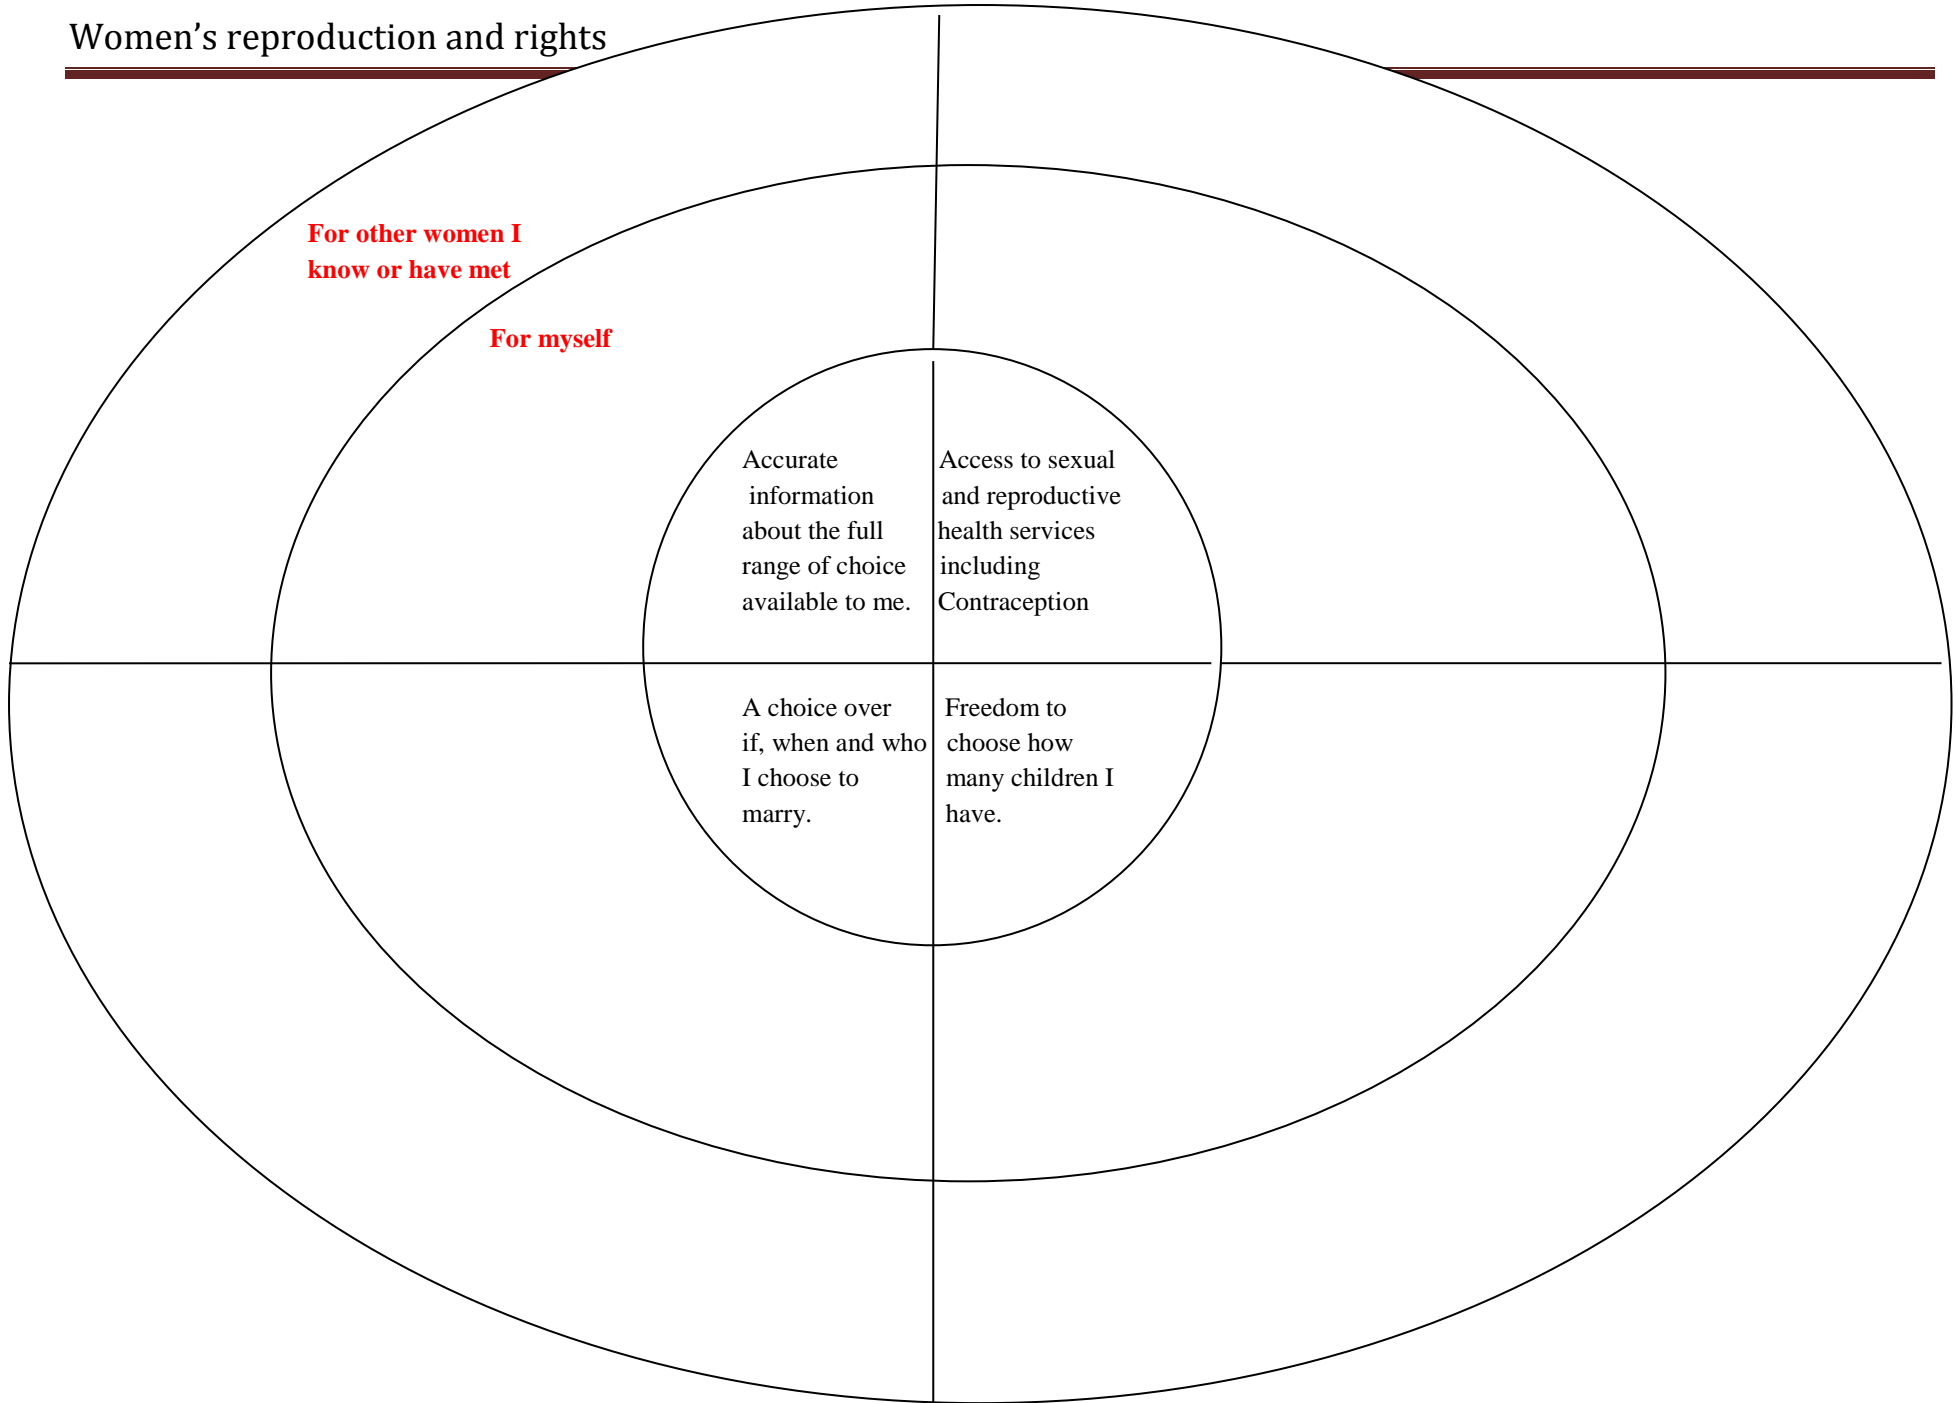 Women’s reproduction and rights
For other women I
know or have met
For myself
Accurate
information
about the full
range of choice
available to me.
Access to sexual
and reproductive
health services
including
Contraception
A choice over
if, when and who
I choose to
marry.
Freedom to
choose how
many children I
have.